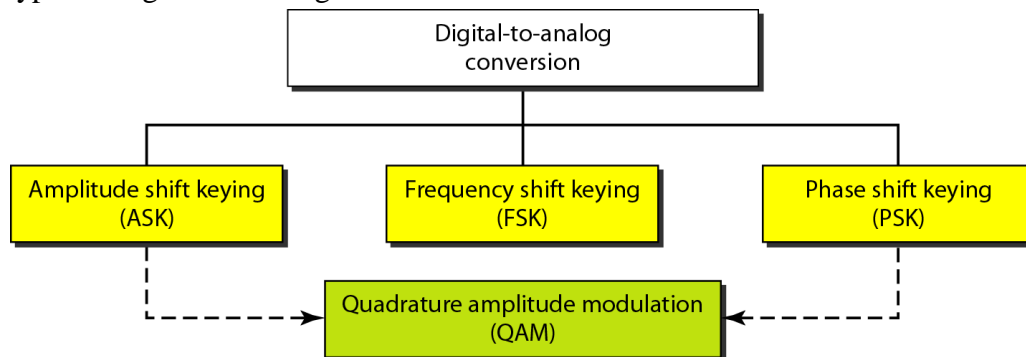 Digital-to-analog
conversion
Amplitude shift keying
(ASK)
Frequency shift keying
(FSK)
Phase shift keying
(PSK)
Quadrature amplitude modulation
(QAM)